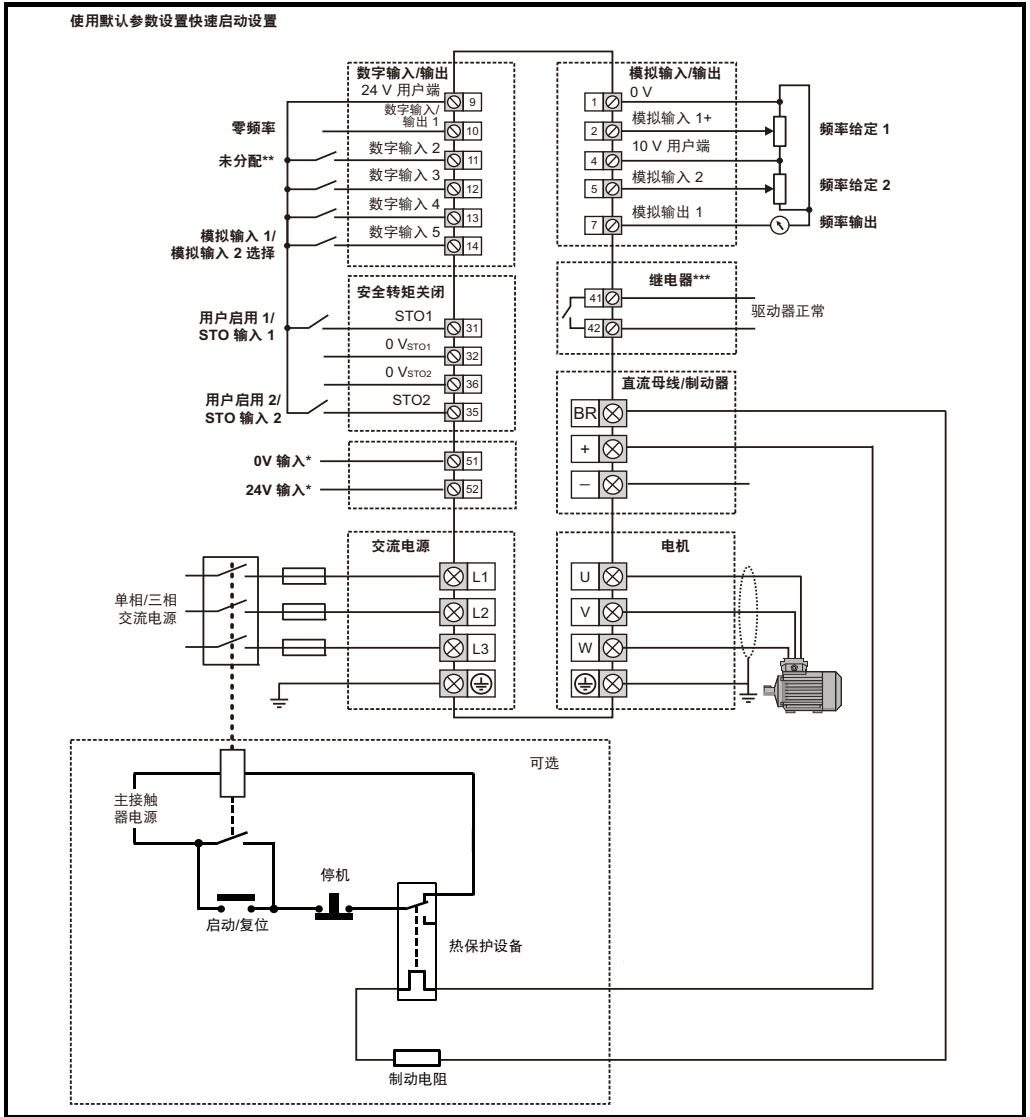 使用默认参数设置快速启动设置
数字输入/输出
24 V 用户端
9
数字输入/
输出 1
10
零频率
数字输入 2
11
未分配**
数字输入 3
12
数字输入 4
13
数字输入 5
14
模拟输入 1/
模拟输入 2 选择
安全转矩关闭
用户启用 1/
STO 输入 1
STO1
31
0 VSTO1
32
0 VSTO2
36
用户启用 2/
STO 输入 2
STO2
35
0V 输入*
51
24V 输入*
52
模拟输入/输出
1
0 V
2
模拟输入 1+
频率给定 1
4
10 V 用户端
5
模拟输入 2
频率给定 2
7
模拟输出 1
频率输出
继电器***
41
42
驱动器正常
直流母线/制动器
BR
+
−
交流电源
单相/三相
交流电源
L1
L2
L3
电机
U
V
W
可选
主接触
器电源
启动/复位
停机
热保护设备
制动电阻